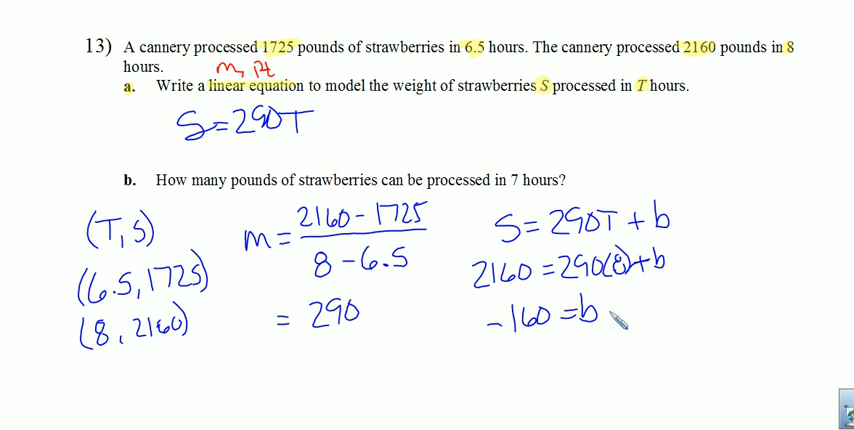 13) A cannery processed 1725 pounds of strawberries in 6.5 hours. The cannery processed 2160 pounds in 8
hours.
m, Pt
a. Write a linear equation to model the weight of strawberries S processed in T hours.
S=290T
b. How many pounds of strawberries can be processed in 7 hours?
(T,S)
(6.5,1725)
(8,2160)
m = 2160-1725
8-6.5
= 290
S=290T+b
2160=290(8)+b
-160=b